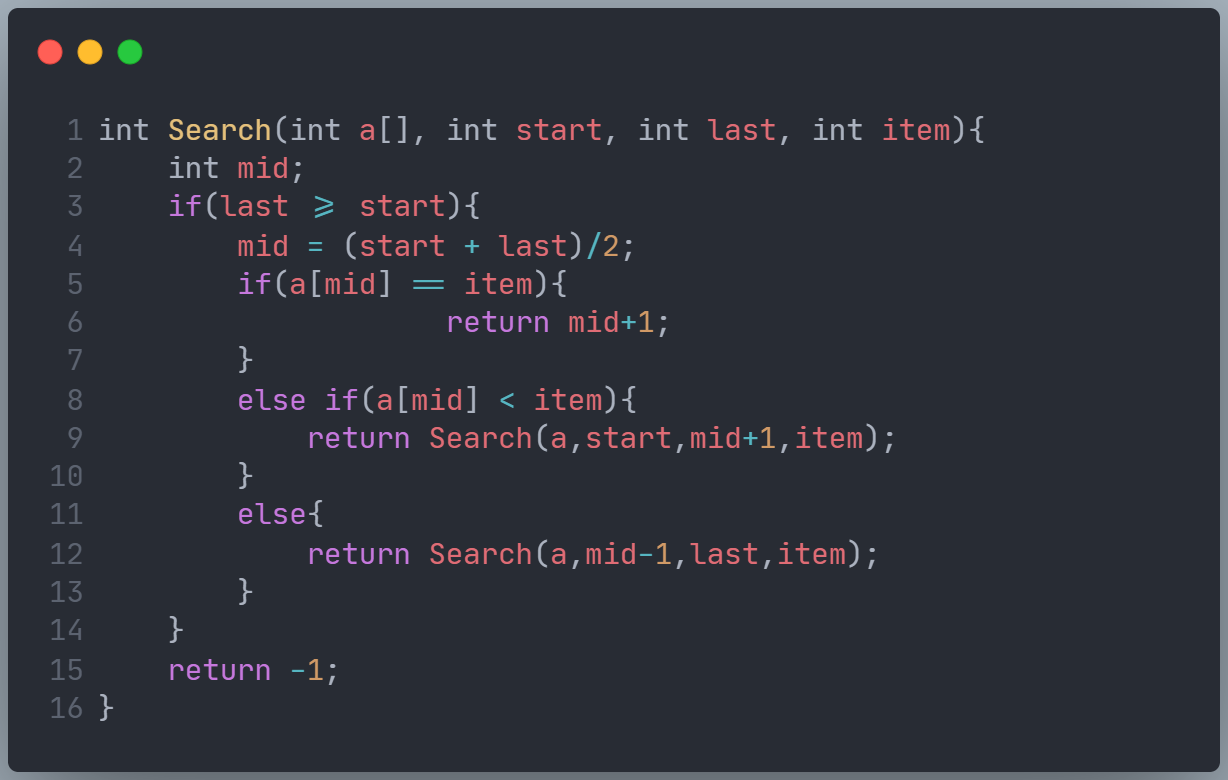 1 int Search(int a[], int start, int last, int item){
2     int mid;
3     if(last >= start){
4         mid = (start + last)/2;
5         if(a[mid] == item){
6                     return mid+1;
7         }
8         else if(a[mid] < item){
9             return Search(a,start,mid+1,item);
10         }
11         else{
12             return Search(a,mid-1,last,item);
13         }
14     }
15     return -1;
16 }